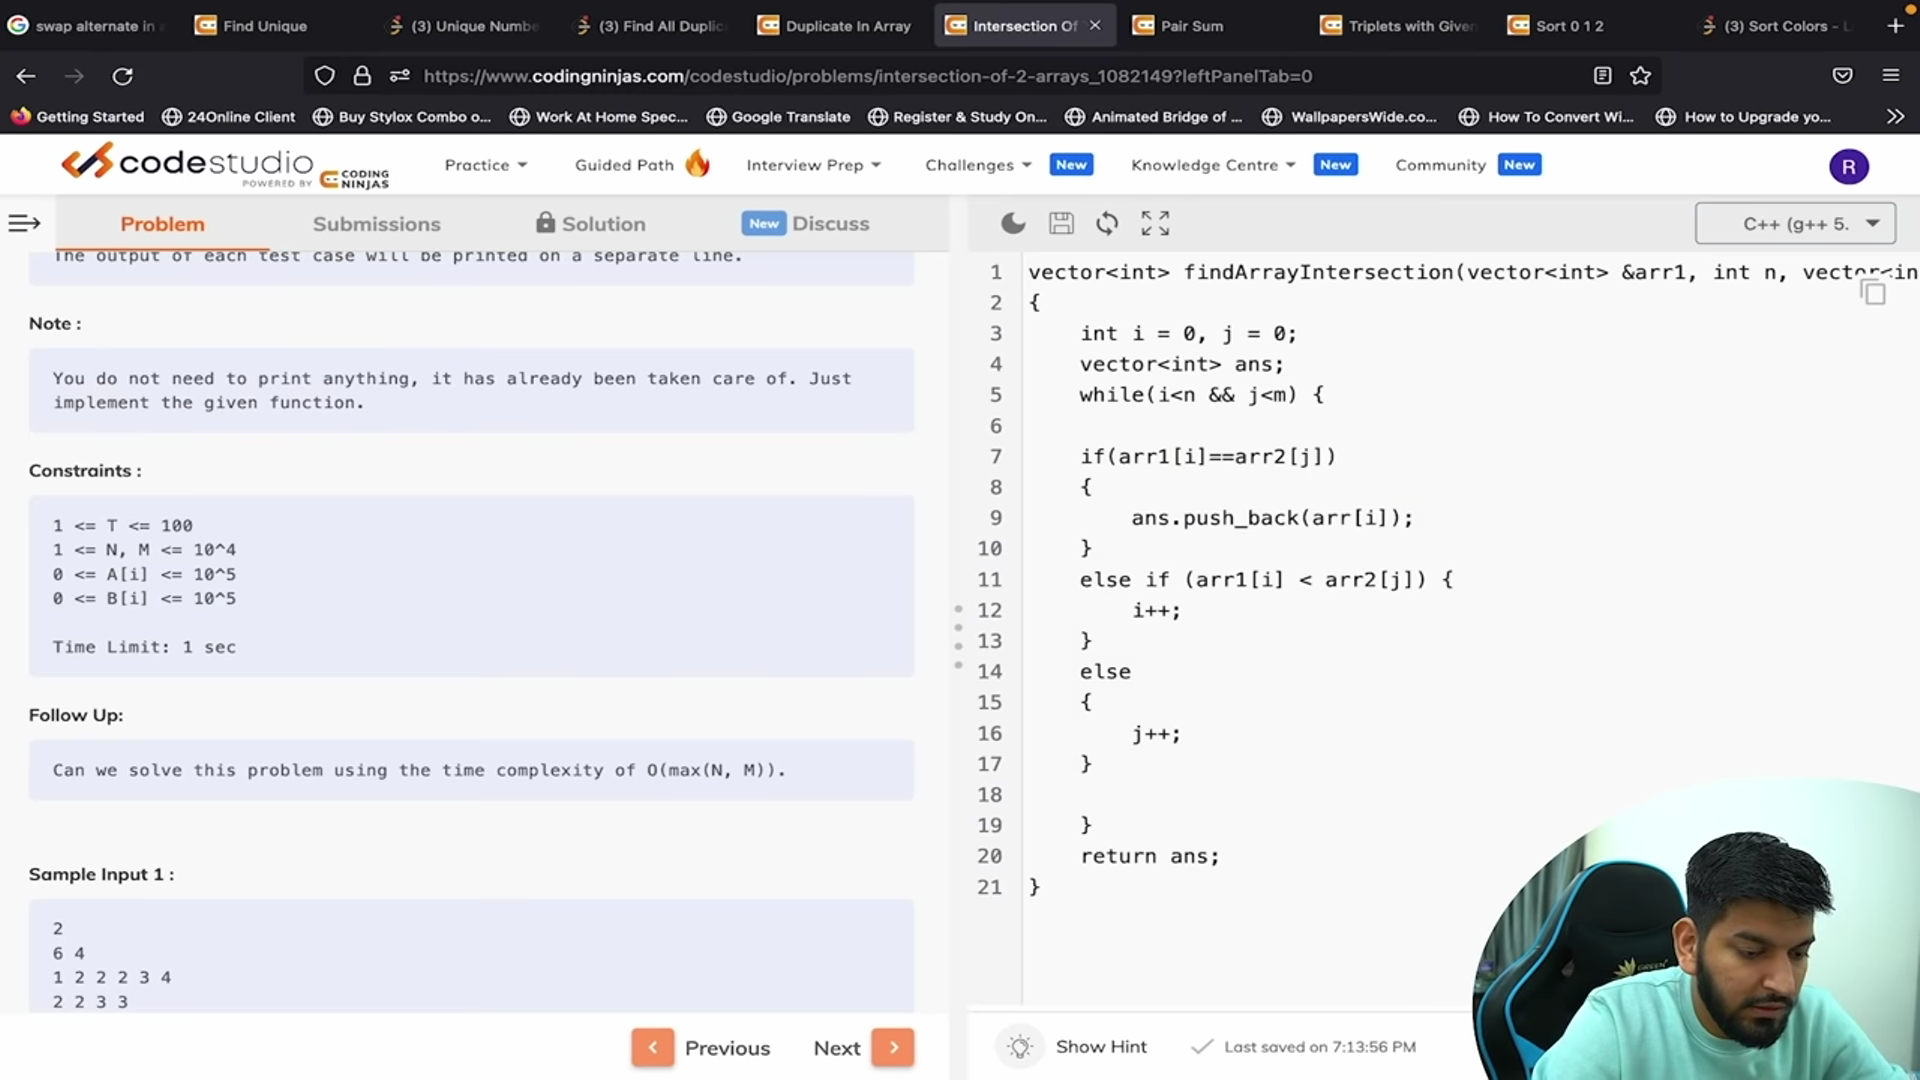 swap alternate in
Find Unique
(3) Unique Numbe
(3) Find All Duplic
Duplicate In Array
Intersection Of
Pair Sum
Triplets with Given
Sort 0 1 2
(3) Sort Colors - L
https://www.codingninjas.com/codestudio/problems/intersection-of-2-arrays_1082149?leftPanelTab=0
Getting Started
24Online Client
Buy Stylox Combo o...
Work At Home Spec...
Google Translate
Register & Study On...
Animated Bridge of ...
WallpapersWide.co...
How To Convert Wi...
How to Upgrade yo...
codestudio
POWERED BY CODING NINJAS
Practice
Guided Path
Interview Prep
Challenges New
Knowledge Centre New
Community New
R
Problem
Submissions
Solution
New Discuss
C++ (g++ 5.
The output of each test case will be printed on a separate line.
Note :
You do not need to print anything, it has already been taken care of. Just
implement the given function.
Constraints :
1 <= T <= 100
1 <= N, M <= 10^4
0 <= A[i] <= 10^5
0 <= B[i] <= 10^5
Time Limit: 1 sec
Follow Up:
Can we solve this problem using the time complexity of O(max(N, M)).
Sample Input 1 :
2
6 4
1 2 2 2 3 4
2 2 3 3
Previous
Next
1 vector<int> findArrayIntersection(vector<int> &arr1, int n, vector<in
2 {
3 int i = 0, j = 0;
4 vector<int> ans;
5 while(i<n && j<m) {
6
7 if(arr1[i]==arr2[j])
8 {
9 ans.push_back(arr[i]);
10 }
11 else if (arr1[i] < arr2[j]) {
12 i++;
13 }
14 else
15 {
16 j++;
17 }
18
19 }
20 return ans;
21 }
Show Hint
Last saved on 7:13:56 PM